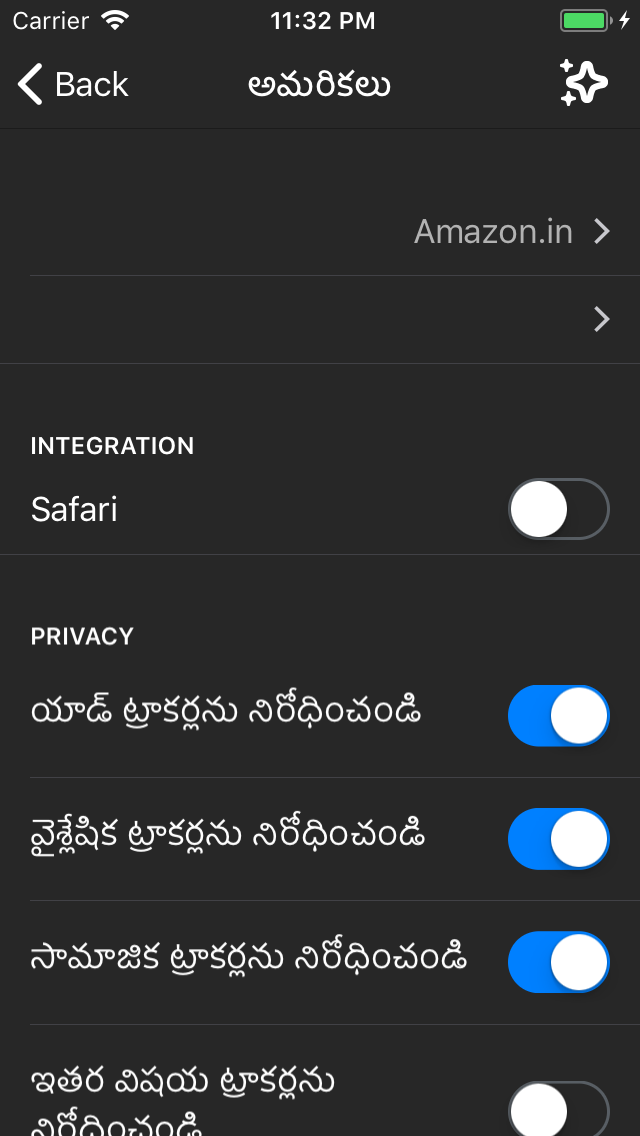 Carrier 11:32 PM
Back అమరికలు
Amazon.in
INTEGRATION
Safari
PRIVACY
యాడ్ ట్రాకర్లను నిరోధించండి
వైశ్లేషిక ట్రాకర్లను నిరోధించండి
సామాజిక ట్రాకర్లను నిరోధించండి
ఇతర విషయ ట్రాకర్లను
నిరోధించండి